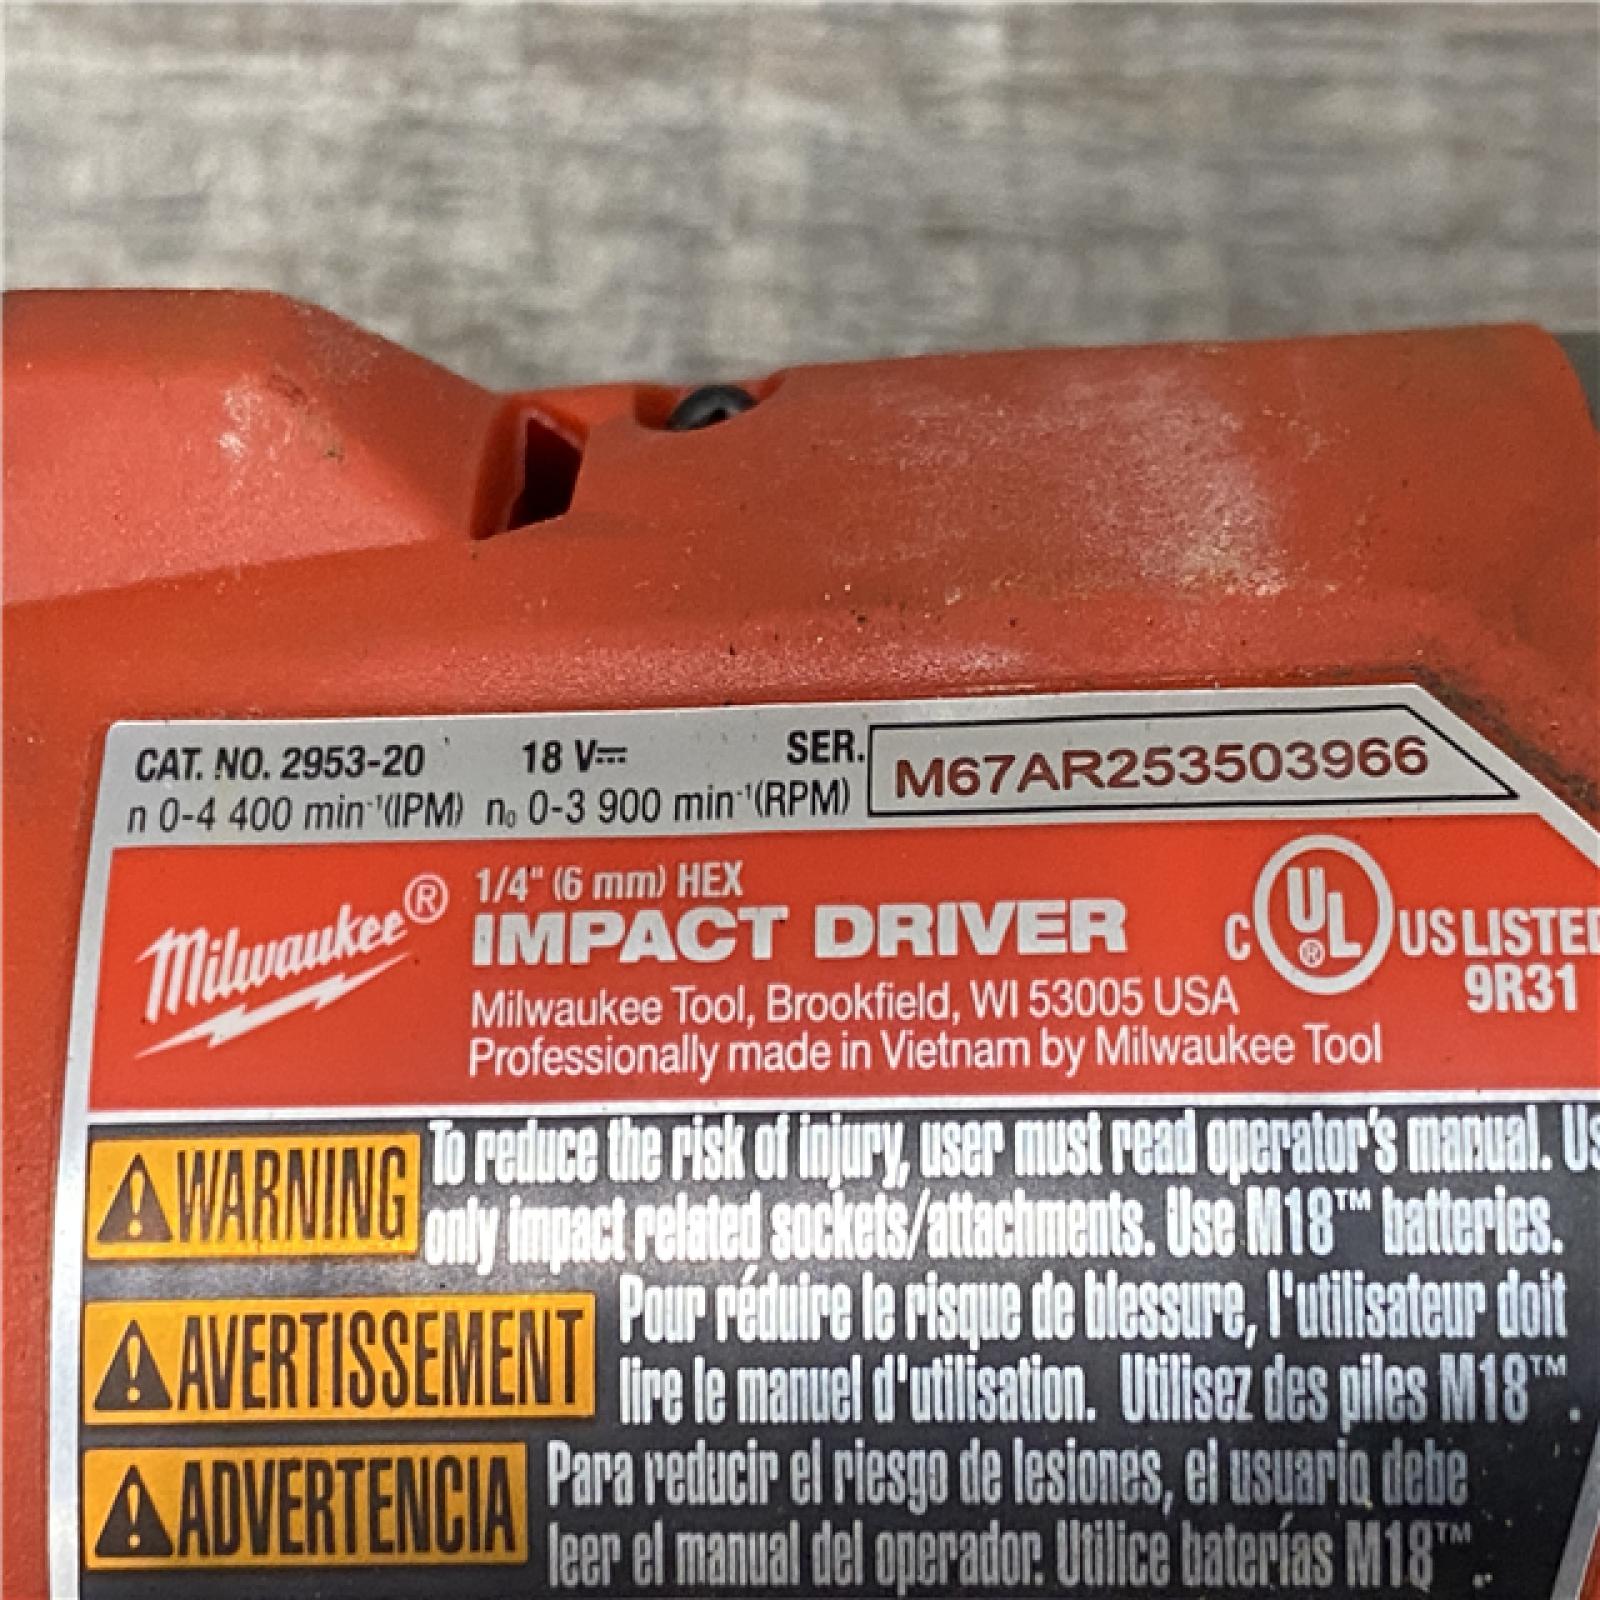 CAT. NO. 2953-20 18 V⎓ SER. M67AR253503966
n 0-4 400 min⁻¹(IPM) n₀ 0-3 900 min⁻¹(RPM)
Milwaukee®
1/4" (6 mm) HEX
IMPACT DRIVER
Milwaukee Tool, Brookfield, WI 53005 USA
Professionally made in Vietnam by Milwaukee Tool
C UL® US LISTED
9R31
WARNING To reduce the risk of injury, user must read operator's manual. Us
only impact related sockets/attachments. Use M18™ batteries.
AVERTISSEMENT Pour réduire le risque de blessure, l'utilisateur doit
lire le manuel d'utilisation. Utilisez des piles M18™.
ADVERTENCIA Para reducir el riesgo de lesiones, el usuario debe
leer el manual del operador. Utilice baterías M18™.